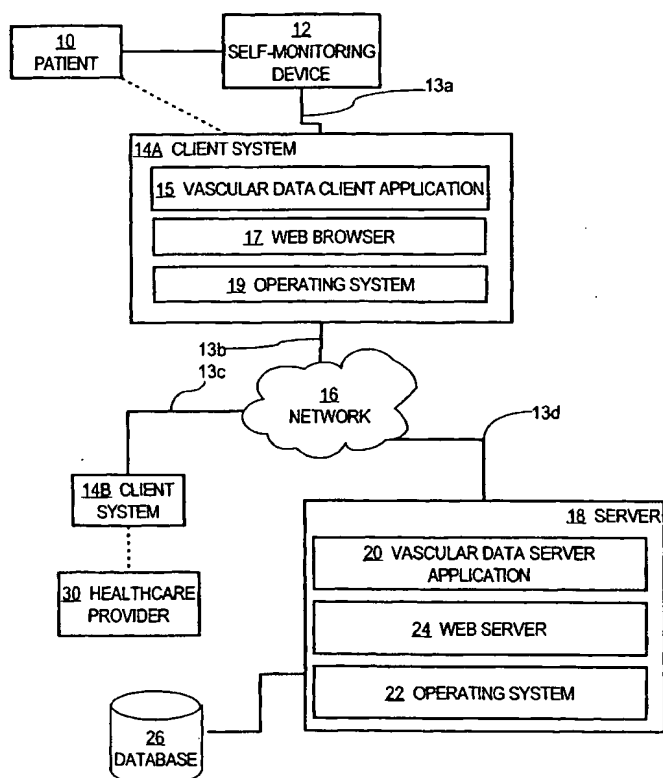 10
PATIENT
12
SELF-MONITORING
DEVICE
13a
14A CLIENT SYSTEM
15 VASCULAR DATA CLIENT APPLICATION
17 WEB BROWSER
19 OPERATING SYSTEM
13b
13c
16
NETWORK
13d
14B CLIENT
SYSTEM
30 HEALTHCARE
PROVIDER
18 SERVER
20 VASCULAR DATA SERVER
APPLICATION
24 WEB SERVER
22 OPERATING SYSTEM
26
DATABASE